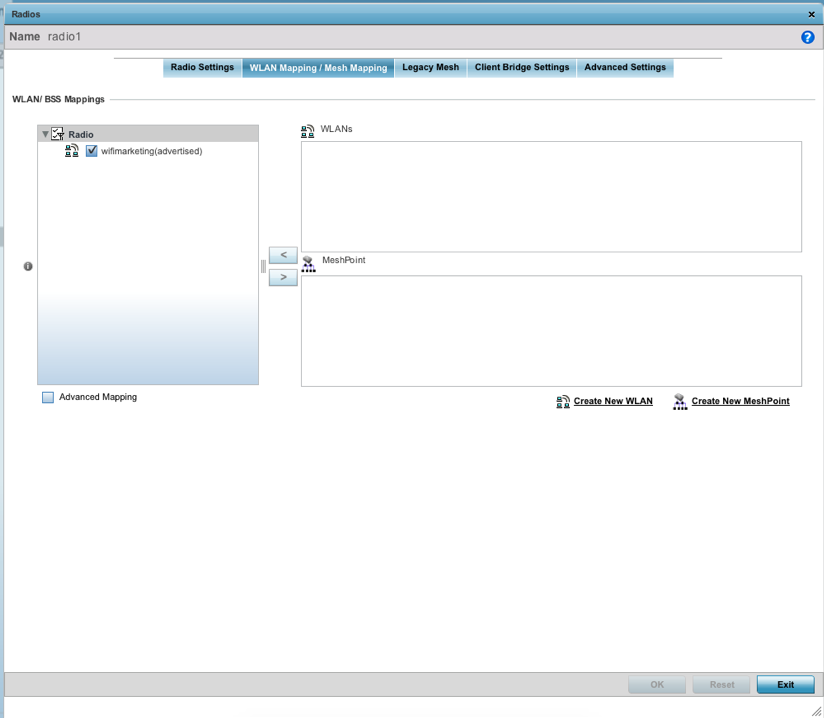 Radios
Name radio1
Radio Settings WLAN Mapping / Mesh Mapping Legacy Mesh Client Bridge Settings Advanced Settings
WLAN/ BSS Mappings
Radio
wifimarketing(advertised)
WLANs
<
MeshPoint
>
Advanced Mapping
Create New WLAN Create New MeshPoint
OK Reset Exit